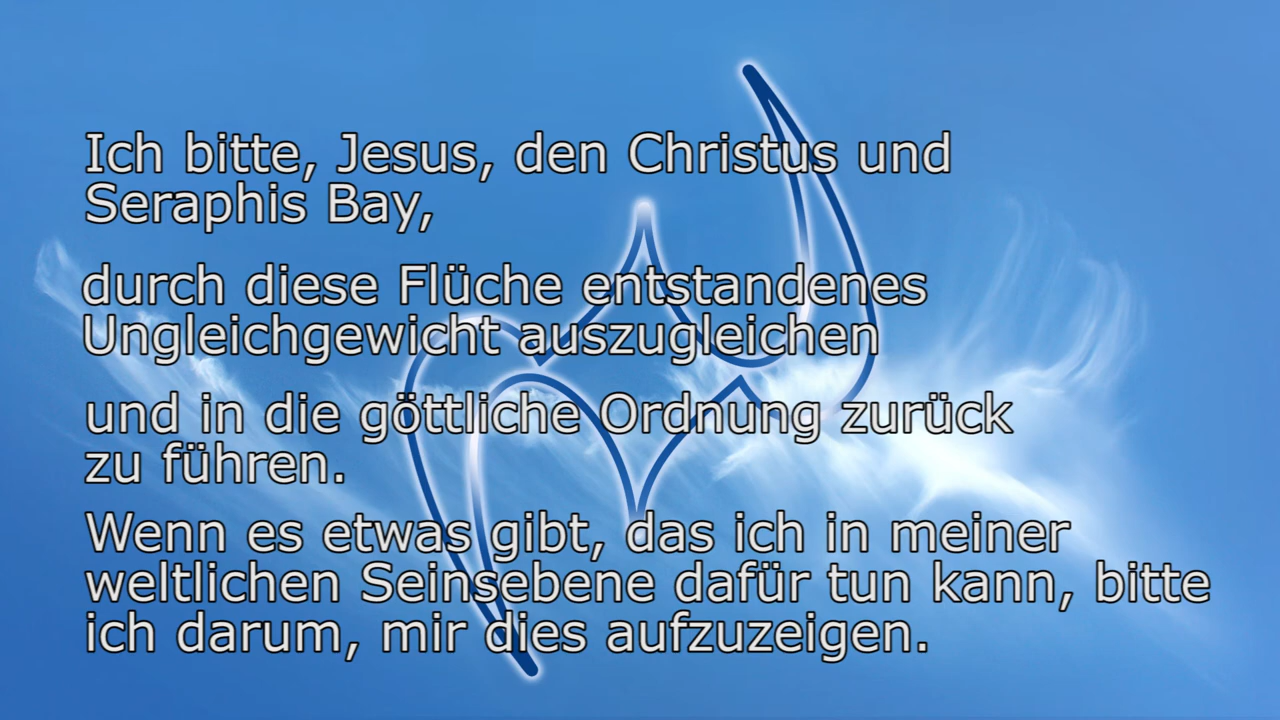 Ich bitte, Jesus, den Christus und
Seraphis Bay,
durch diese Flüche entstandenes
Ungleichgewicht auszugleichen
und in die göttliche Ordnung zurück
zu führen.
Wenn es etwas gibt, das ich in meiner
weltlichen Seinsebene dafür tun kann, bitte
ich darum, mir dies aufzuzeigen.